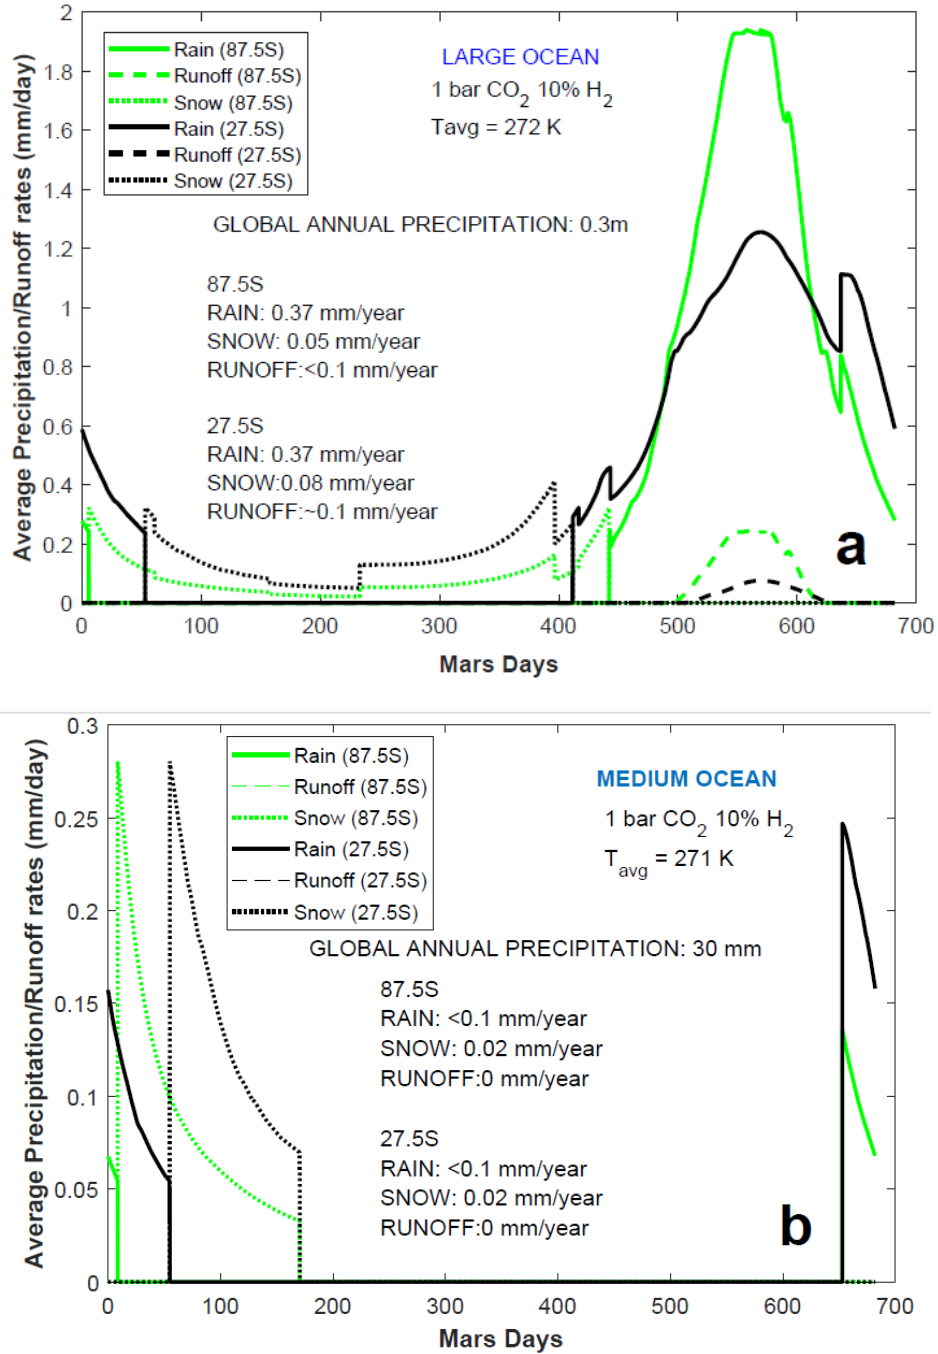 Average Precipitation/Runoff rates (mm/day)
2
1.8
1.6
1.4
1.2
1
0.8
0.6
0.4
0.2
0
Rain (87.5S)
Runoff (87.5S)
Snow (87.5S)
Rain (27.5S)
Runoff (27.5S)
Snow (27.5S)
LARGE OCEAN
1 bar CO2 10% H2
Tavg = 272 K
GLOBAL ANNUAL PRECIPITATION: 0.3m
87.5S
RAIN: 0.37 mm/year
SNOW: 0.05 mm/year
RUNOFF:<0.1 mm/year
27.5S
RAIN: 0.37 mm/year
SNOW:0.08 mm/year
RUNOFF:~0.1 mm/year
a
0 100 200 300 400 500 600 700
Mars Days
Average Precipitation/Runoff rates (mm/day)
0.3
0.25
0.2
0.15
0.1
0.05
0
Rain (87.5S)
Runoff (87.5S)
Snow (87.5S)
Rain (27.5S)
Runoff (27.5S)
Snow (27.5S)
MEDIUM OCEAN
1 bar CO2 10% H2
Tavg = 271 K
GLOBAL ANNUAL PRECIPITATION: 30 mm
87.5S
RAIN: <0.1 mm/year
SNOW: 0.02 mm/year
RUNOFF:0 mm/year
27.5S
RAIN: <0.1 mm/year
SNOW: 0.02 mm/year
RUNOFF:0 mm/year
b
0 100 200 300 400 500 600 700
Mars Days